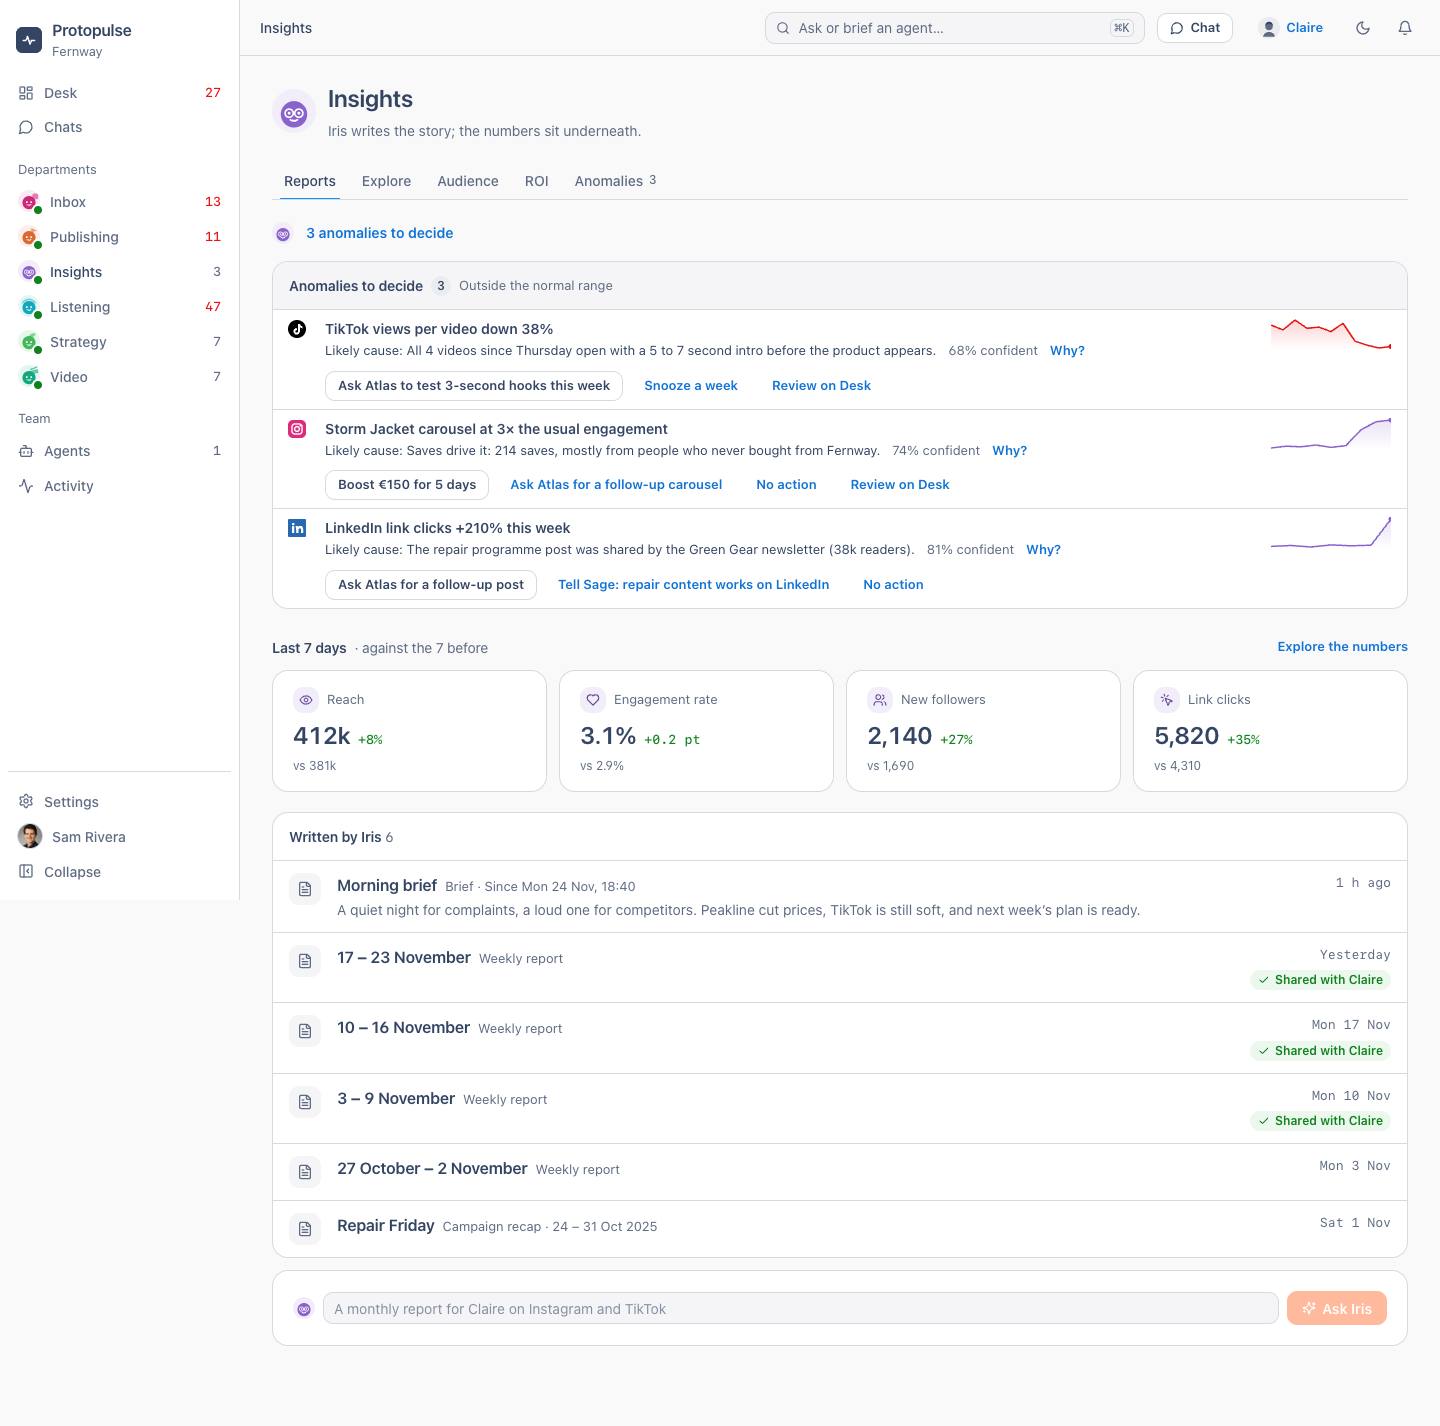 Protopulse
Fernway
Desk 27
Chats
Departments
Inbox 13
Publishing 11
Insights 3
Listening 47
Strategy 7
Video 7
Team
Agents 1
Activity
Settings
Sam Rivera
Collapse
Insights
Ask or brief an agent… ⌘K
Chat
Claire
Insights
Iris writes the story; the numbers sit underneath.
Reports Explore Audience ROI Anomalies 3
3 anomalies to decide
Anomalies to decide 3 Outside the normal range
TikTok views per video down 38%
Likely cause: All 4 videos since Thursday open with a 5 to 7 second intro before the product appears. 68% confident Why?
Ask Atlas to test 3-second hooks this week Snooze a week Review on Desk
Storm Jacket carousel at 3× the usual engagement
Likely cause: Saves drive it: 214 saves, mostly from people who never bought from Fernway. 74% confident Why?
Boost €150 for 5 days Ask Atlas for a follow-up carousel No action Review on Desk
in
LinkedIn link clicks +210% this week
Likely cause: The repair programme post was shared by the Green Gear newsletter (38k readers). 81% confident Why?
Ask Atlas for a follow-up post Tell Sage: repair content works on LinkedIn No action
Last 7 days · against the 7 before Explore the numbers
Reach
412k +8%
vs 381k
Engagement rate
3.1% +0.2 pt
vs 2.9%
New followers
2,140 +27%
vs 1,690
Link clicks
5,820 +35%
vs 4,310
Written by Iris 6
Morning brief Brief · Since Mon 24 Nov, 18:40 1 h ago
A quiet night for complaints, a loud one for competitors. Peakline cut prices, TikTok is still soft, and next week's plan is ready.
17 – 23 November Weekly report Yesterday
Shared with Claire
10 – 16 November Weekly report Mon 17 Nov
Shared with Claire
3 – 9 November Weekly report Mon 10 Nov
Shared with Claire
27 October – 2 November Weekly report Mon 3 Nov
Repair Friday Campaign recap · 24 – 31 Oct 2025 Sat 1 Nov
A monthly report for Claire on Instagram and TikTok Ask Iris